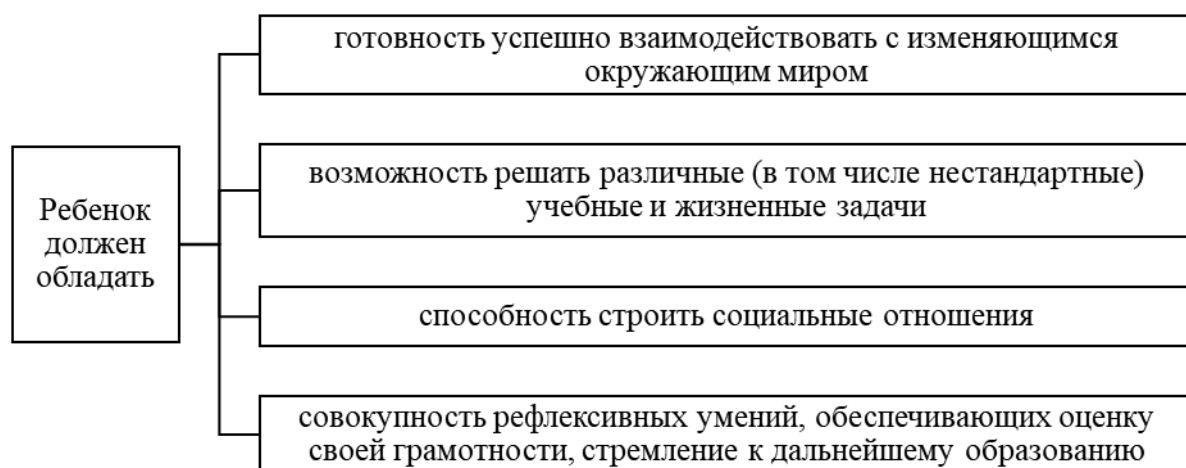 готовность успешно взаимодействовать с изменяющимся
окружающим миром
возможность решать различные (в том числе нестандартные)
учебные и жизненные задачи
Ребенок
должен
обладать
способность строить социальные отношения
совокупность рефлексивных умений, обеспечивающих оценку
своей грамотности, стремление к дальнейшему образованию